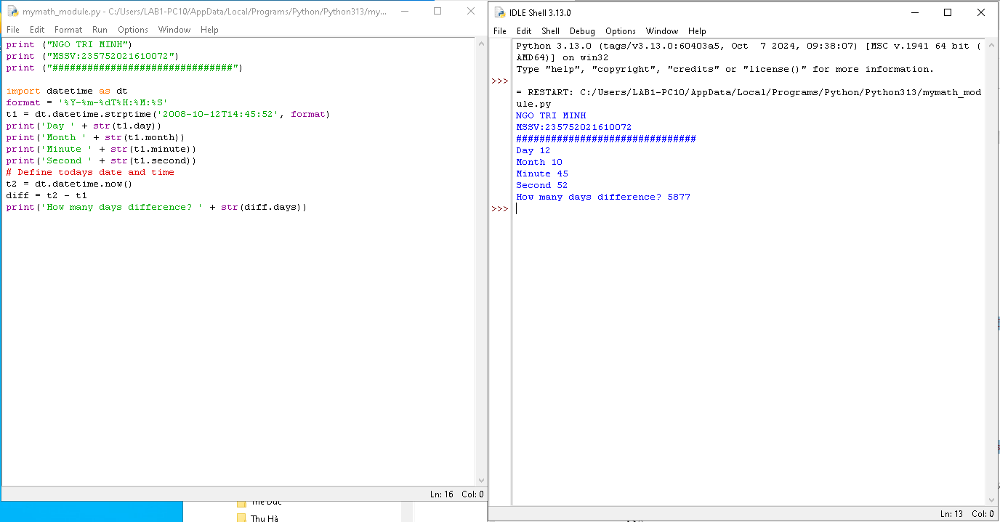 mymath_module.py - C:/Users/LAB1-PC10/AppData/Local/Programs/Python/Python313/my...
File Edit Format Run Options Window Help
print ("NGO TRI MINH")
print ("MSSV:235752021610072")
print ("###############################")
import datetime as dt
format = '%Y-%m-%dT%H:%M:%S'
t1 = dt.datetime.strptime('2008-10-12T14:45:52', format)
print('Day ' + str(t1.day))
print('Month ' + str(t1.month))
print('Minute ' + str(t1.minute))
print('Second ' + str(t1.second))
# Define todays date and time
t2 = dt.datetime.now()
diff = t2 - t1
print('How many days difference? ' + str(diff.days))
Ln: 16 Col: 0
Thu Hà
IDLE Shell 3.13.0
File Edit Shell Debug Options Window Help
Python 3.13.0 (tags/v3.13.0:60403a5, Oct  7 2024, 09:38:07) [MSC v.1941 64 bit (
AMD64)] on win32
Type "help", "copyright", "credits" or "license()" for more information.
>>>
= RESTART: C:/Users/LAB1-PC10/AppData/Local/Programs/Python/Python313/mymath_mod
ule.py
NGO TRI MINH
MSSV:235752021610072
###############################
Day 12
Month 10
Minute 45
Second 52
How many days difference? 5877
>>>
Ln: 13 Col: 0